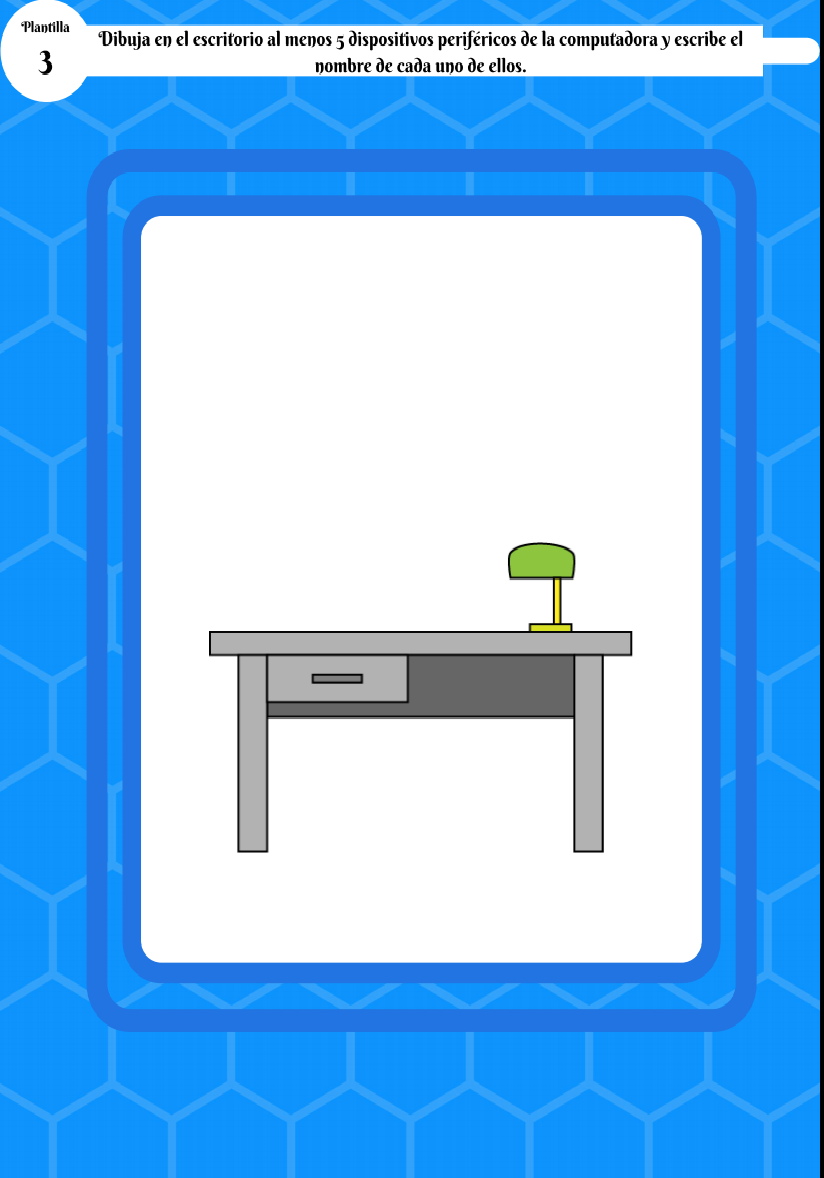 Plantilla
3
Dibuja en el escritorio al menos 5 dispositivos periféricos de la computadora y escribe el
nombre de cada uno de ellos.